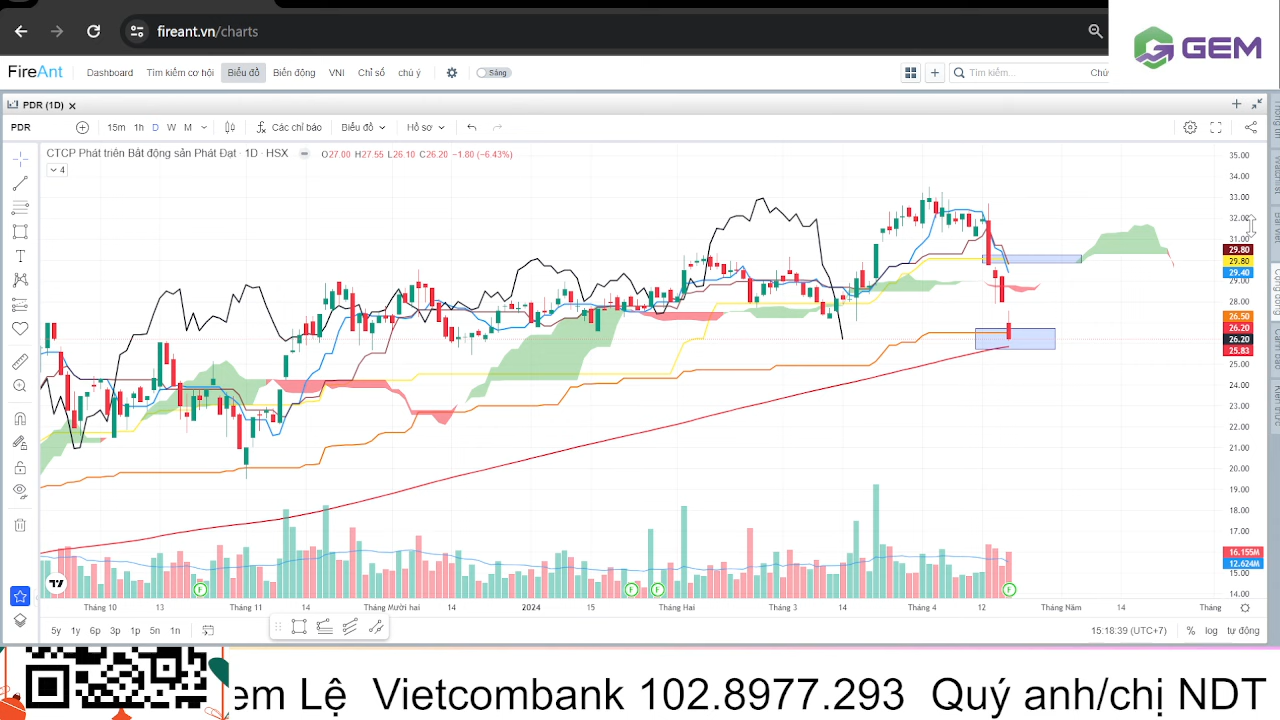 fireant.vn/charts
GEM
FireAnt Dashboard Tìm kiếm cơ hội Biểu đồ Biến động VNI Chỉ số chú ý Sáng Tìm kiếm... Chứ
PDR (1D)
PDR 15m 1h D W M Các chỉ báo Biểu đồ Hồ sơ
CTCP Phát triển Bất động sản Phát Đạt · 1D · HSX O27.00 H27.55 L26.10 C26.20 −1.80 (−6.43%)
4
35.00
34.00
33.00
32.00
31.00
29.80
29.80
29.40
29.00
28.00
26.50
26.20
26.20
25.83
25.00
24.00
23.00
22.00
21.00
20.00
19.00
18.00
17.00
16.155M
12.624M
15.00
14.00
F F F F
Tháng 10 13 Tháng 11 14 Tháng Mười hai 14 2024 15 Tháng Hai Tháng 3 14 Tháng 4 12 Tháng Năm 14 Tháng
5y 1y 6p 3p 1p 5n 1n 15:18:39 (UTC+7) % log tự động
em Lệ Vietcombank 102.8977.293 Quý anh/chị NDT